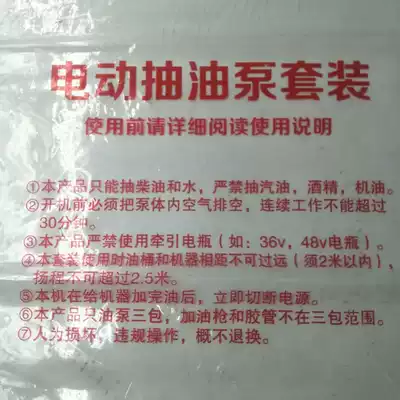 电动抽油泵套装
使用前请详细阅读使用说明
①本产品只能抽柴油和水，严禁抽汽油，酒精，机油。
②开机前必须把泵体内空气排空，连续工作不能超过
30分钟。
③本产品严禁使用牵引电瓶（如：36v，48v电瓶）。
④本套装使用时油桶和机器相距不可过远（须2米以内），
扬程不可超过2.5米。
⑤本机在给机器加完油后，立即切断电源。
⑥本产品只油泵三包，加油枪和胶管不在三包范围。
⑦人为损坏，违规操作，概不退换。